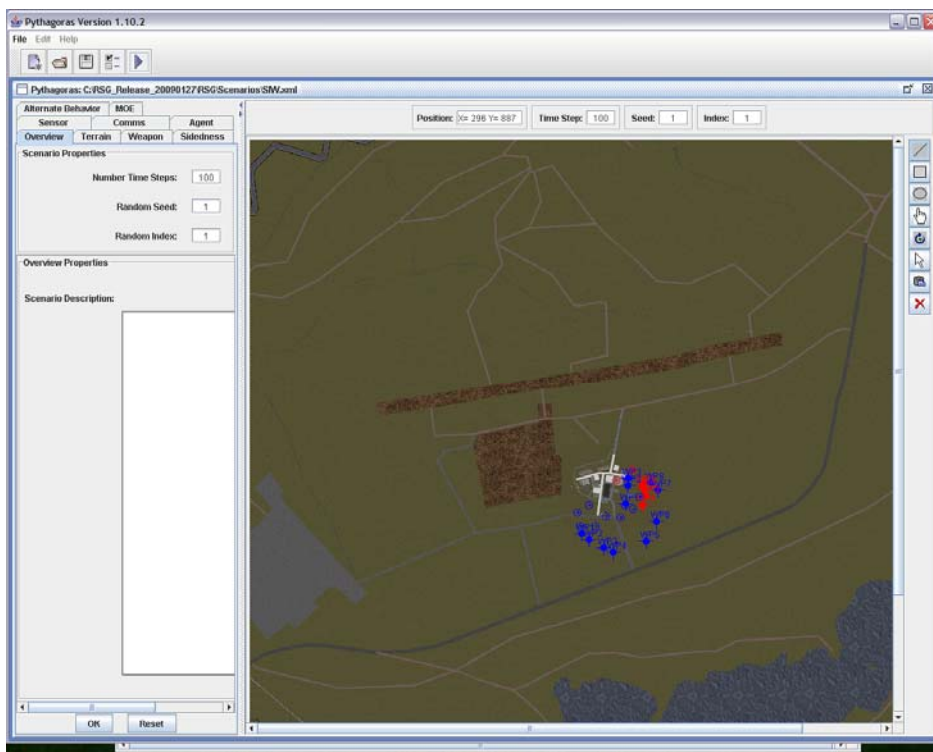 Pythagoras Version 1.10.2
File Edit Help
Pythagoras: C:\RSG_Release_20090127\RSG\Scenarios\SIW.xml
Alternate Behavior MOE
Sensor Comms Agent
Overview Terrain Weapon Sidedness
Position: X= 296 Y= 887 Time Step: 100 Seed: 1 Index: 1
Scenario Properties
Number Time Steps: 100
Random Seed: 1
Random Index: 1
Overview Properties
Scenario Description:
WP6
WP5
OK Reset